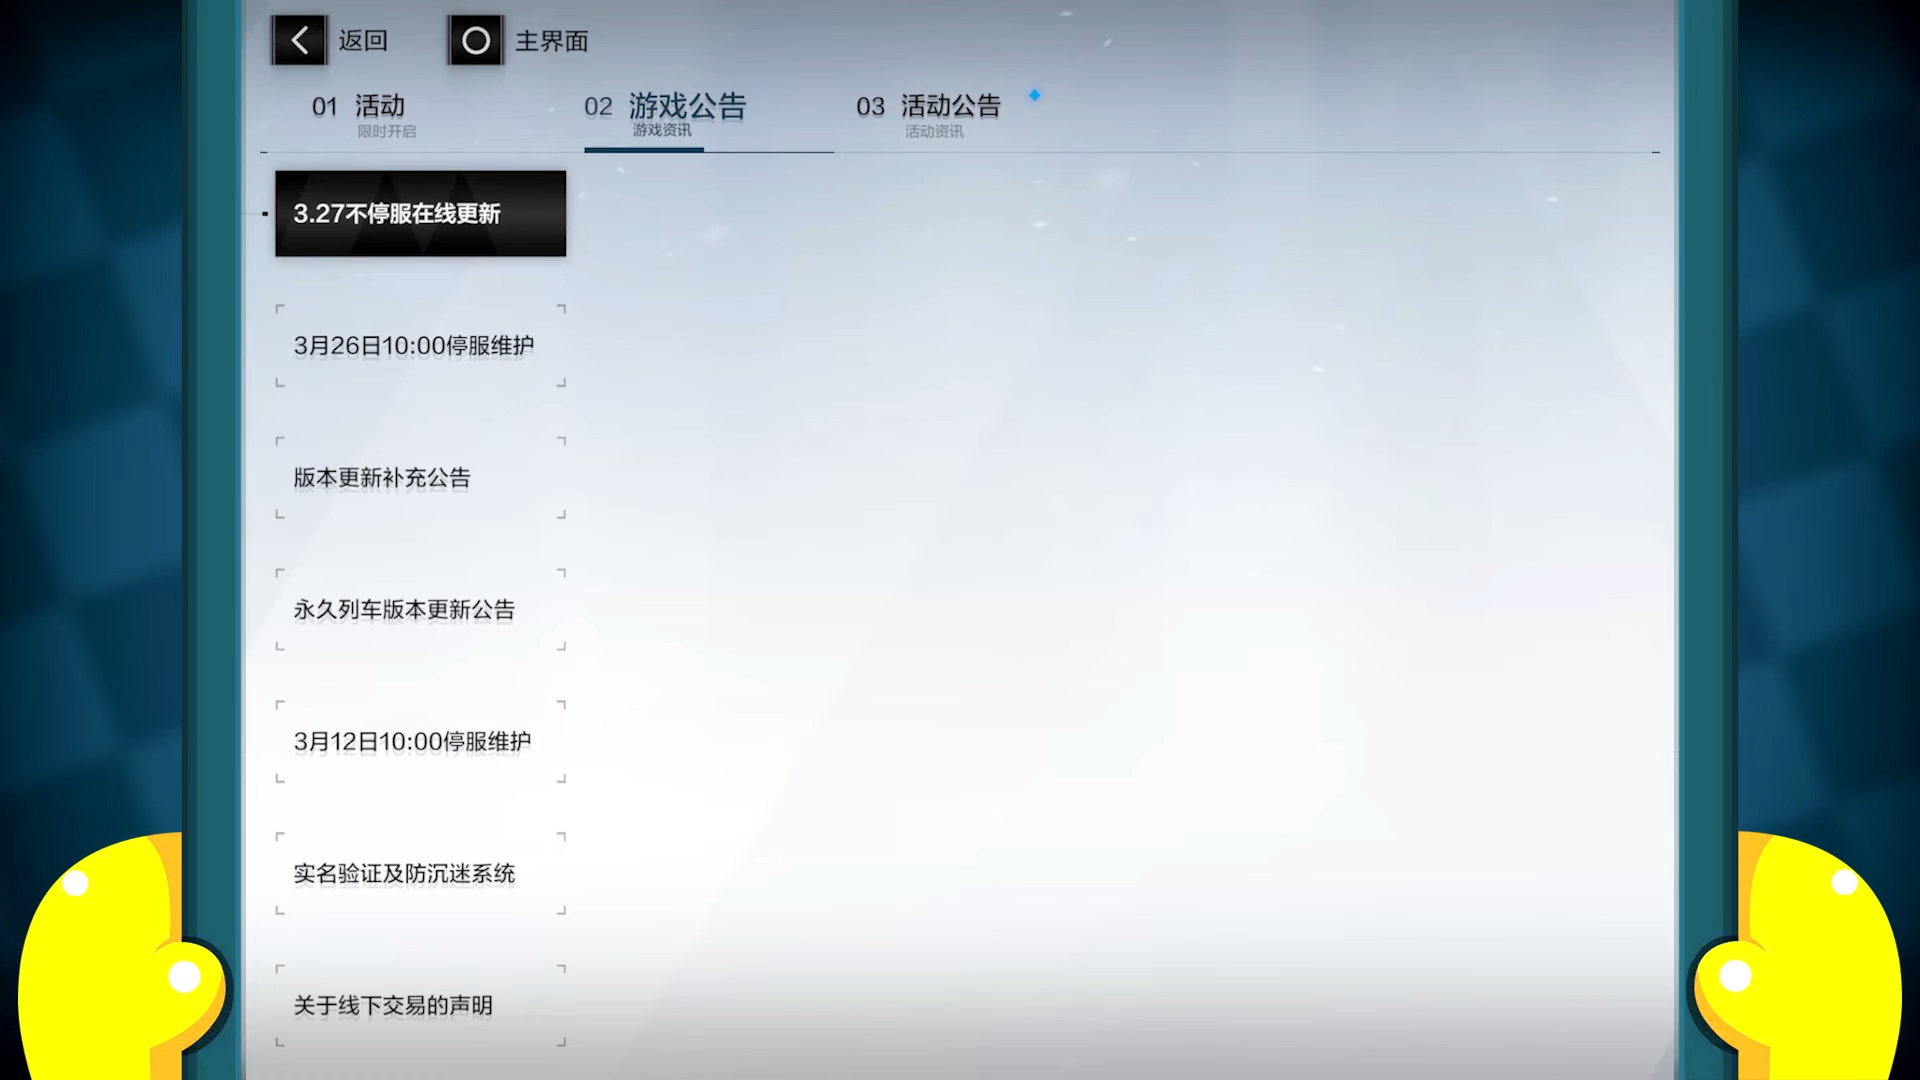 返回 主界面
01 活动 02 游戏公告 03 活动公告
限时开启 游戏资讯 活动资讯
3.27不停服在线更新
3月26日10:00停服维护
版本更新补充公告
永久列车版本更新公告
3月12日10:00停服维护
实名验证及防沉迷系统
关于线下交易的声明